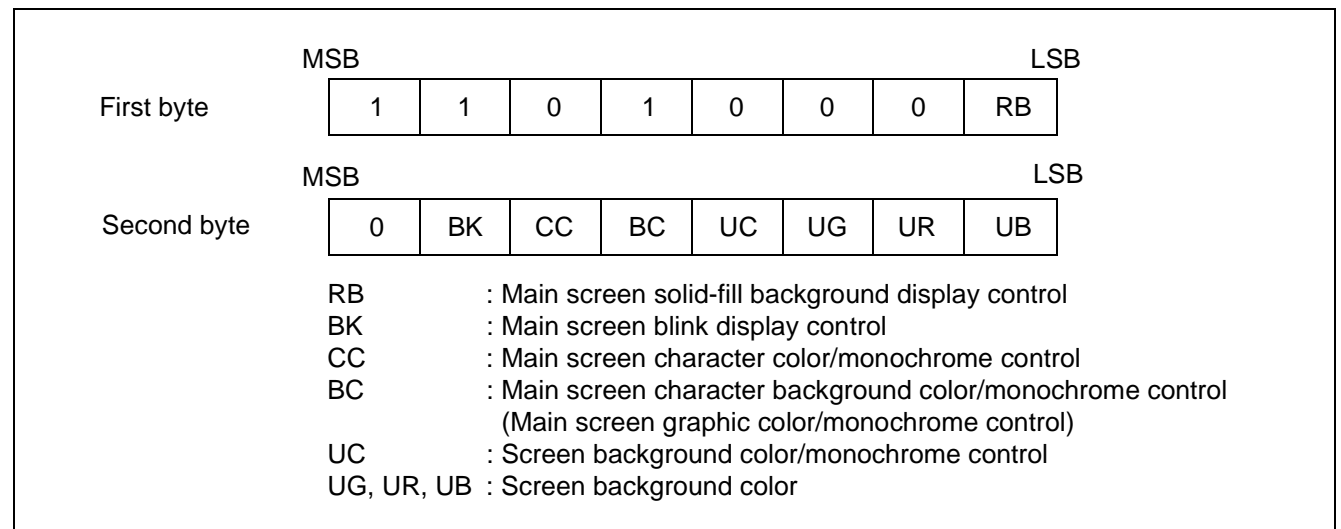 MSB LSB
First byte 1 1 0 1 0 0 0 RB
MSB LSB
Second byte 0 BK CC BC UC UG UR UB
RB : Main screen solid-fill background display control
BK : Main screen blink display control
CC : Main screen character color/monochrome control
BC : Main screen character background color/monochrome control
(Main screen graphic color/monochrome control)
UC : Screen background color/monochrome control
UG, UR, UB : Screen background color